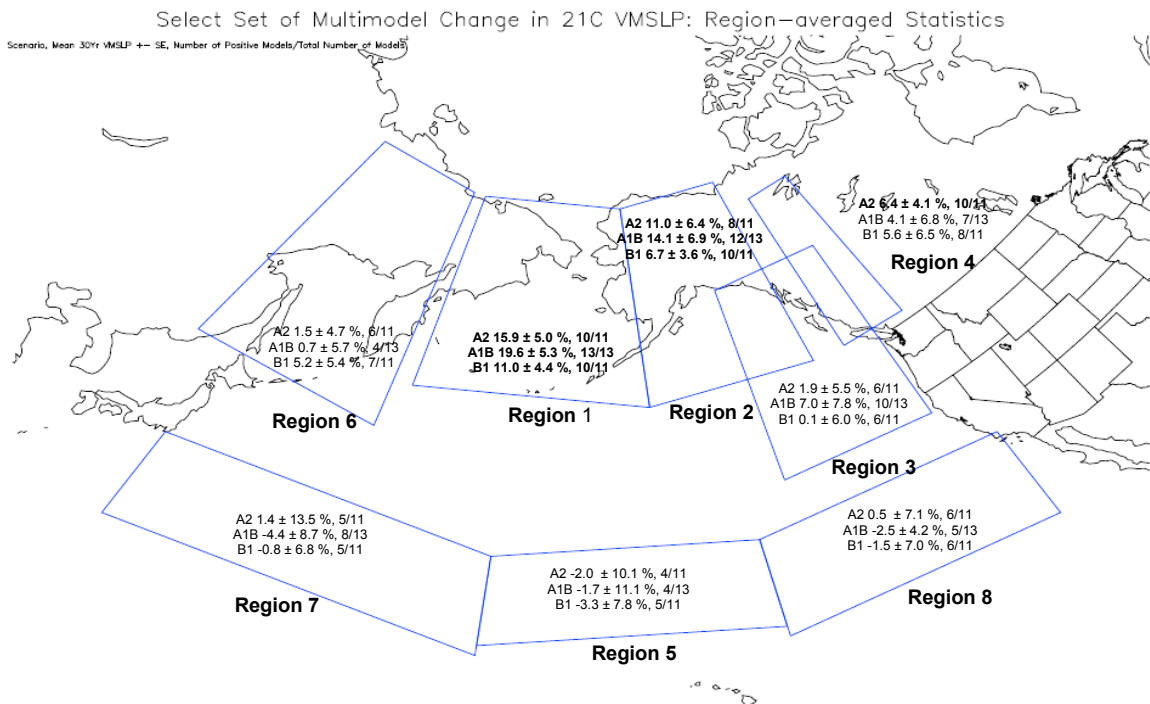 Select Set of Multimodel Change in 21C VMSLP: Region-averaged Statistics
Scenario, Mean 30Yr VMSLP +- SE, Number of Positive Models/Total Number of Models
A2 6.4 ± 4.1 %, 10/11
A1B 4.1 ± 6.8 %, 7/13
B1 5.6 ± 6.5 %, 8/11
Region 4
A2 11.0 ± 6.4 %, 8/11
A1B 14.1 ± 6.9 %, 12/13
B1 6.7 ± 3.6 %, 10/11
A2 1.5 ± 4.7 %, 6/11
A1B 0.7 ± 5.7 %, 4/13
B1 5.2 ± 5.4 %, 7/11
Region 6
A2 15.9 ± 5.0 %, 10/11
A1B 19.6 ± 5.3 %, 13/13
B1 11.0 ± 4.4 %, 10/11
Region 1
Region 2
A2 1.9 ± 5.5 %, 6/11
A1B 7.0 ± 7.8 %, 10/13
B1 0.1 ± 6.0 %, 6/11
Region 3
A2 1.4 ± 13.5 %, 5/11
A1B -4.4 ± 8.7 %, 8/13
B1 -0.8 ± 6.8 %, 5/11
Region 7
A2 -2.0 ± 10.1 %, 4/11
A1B -1.7 ± 11.1 %, 4/13
B1 -3.3 ± 7.8 %, 5/11
Region 5
A2 0.5 ± 7.1 %, 6/11
A1B -2.5 ± 4.2 %, 5/13
B1 -1.5 ± 7.0 %, 6/11
Region 8